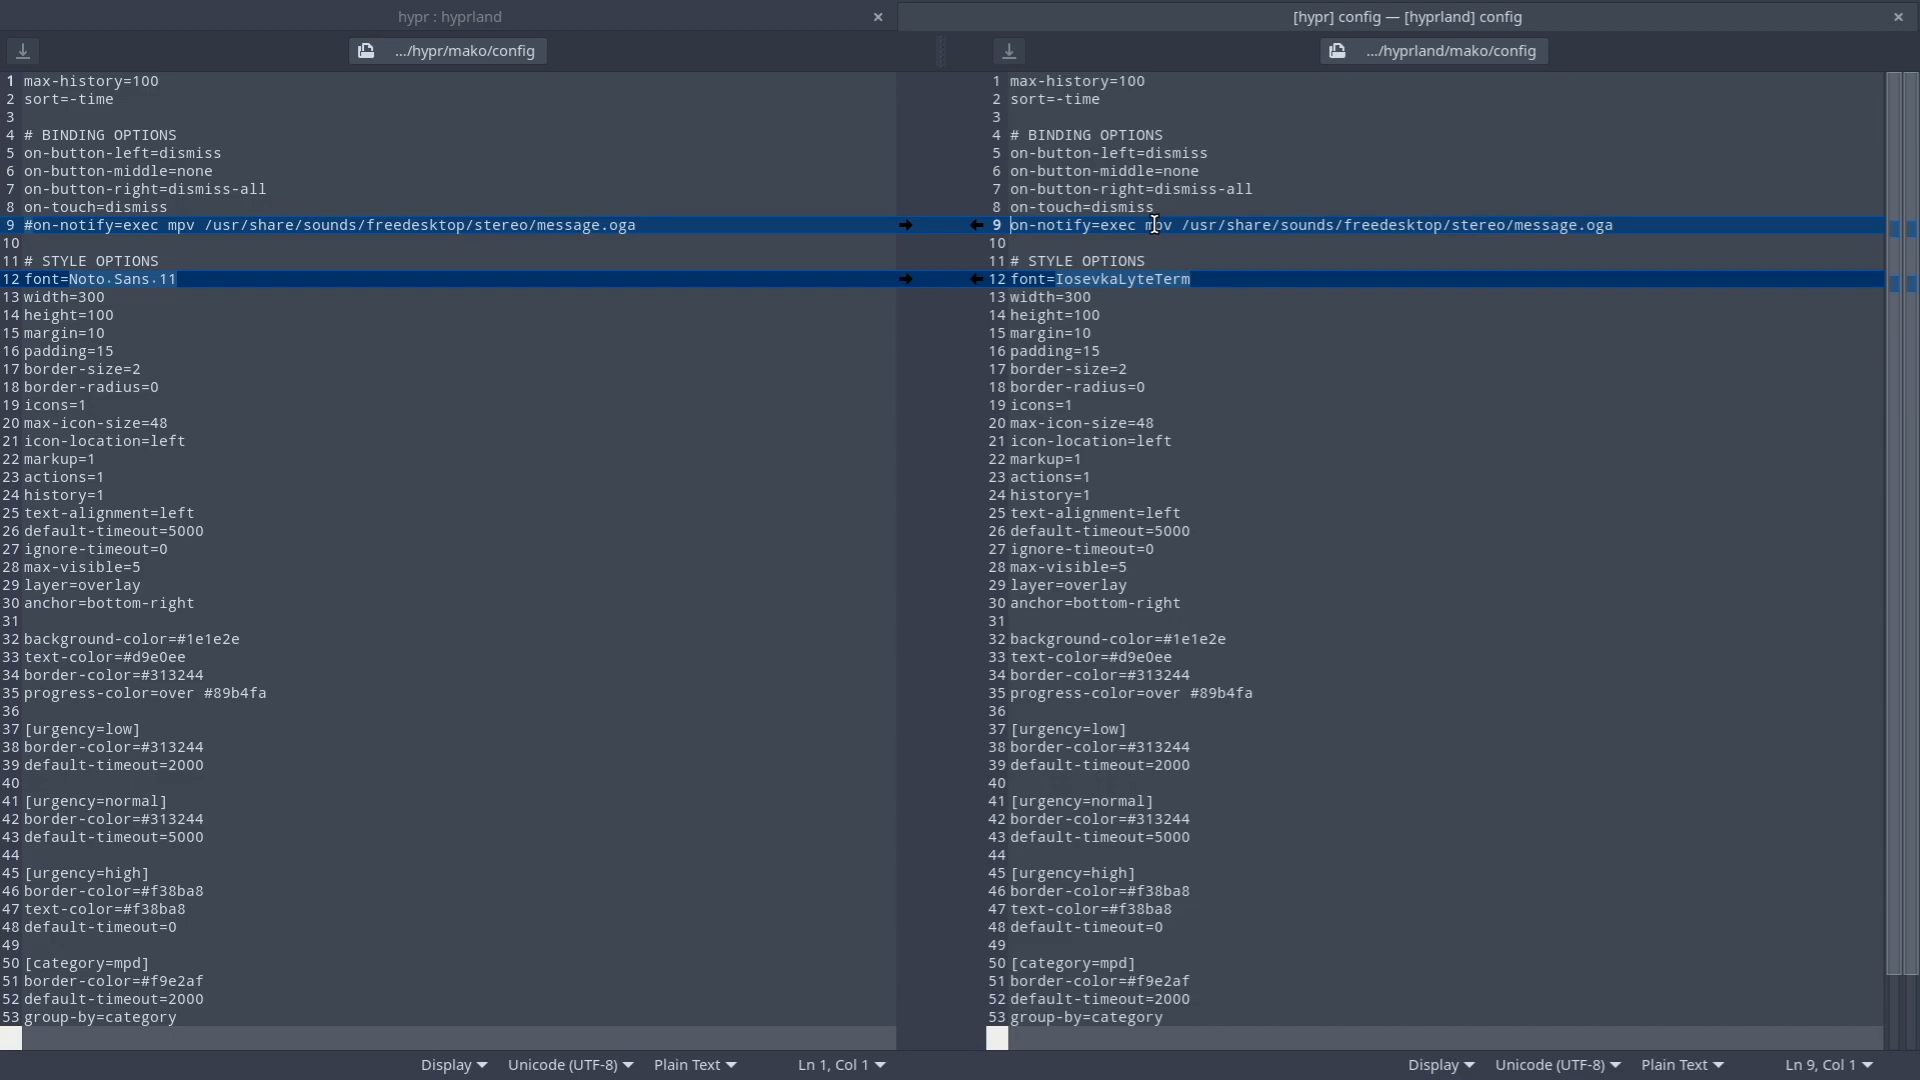 hypr : hyprland
[hypr] config — [hyprland] config
.../hypr/mako/config
.../hyprland/mako/config
1 max-history=100
2 sort=-time
3
4 # BINDING OPTIONS
5 on-button-left=dismiss
6 on-button-middle=none
7 on-button-right=dismiss-all
8 on-touch=dismiss
9 #on-notify=exec mpv /usr/share/sounds/freedesktop/stereo/message.oga
10
11 # STYLE OPTIONS
12 font=Noto Sans 11
13 width=300
14 height=100
15 margin=10
16 padding=15
17 border-size=2
18 border-radius=0
19 icons=1
20 max-icon-size=48
21 icon-location=left
22 markup=1
23 actions=1
24 history=1
25 text-alignment=left
26 default-timeout=5000
27 ignore-timeout=0
28 max-visible=5
29 layer=overlay
30 anchor=bottom-right
31
32 background-color=#1e1e2e
33 text-color=#d9e0ee
34 border-color=#313244
35 progress-color=over #89b4fa
36
37 [urgency=low]
38 border-color=#313244
39 default-timeout=2000
40
41 [urgency=normal]
42 border-color=#313244
43 default-timeout=5000
44
45 [urgency=high]
46 border-color=#f38ba8
47 text-color=#f38ba8
48 default-timeout=0
49
50 [category=mpd]
51 border-color=#f9e2af
52 default-timeout=2000
53 group-by=category
1 max-history=100
2 sort=-time
3
4 # BINDING OPTIONS
5 on-button-left=dismiss
6 on-button-middle=none
7 on-button-right=dismiss-all
8 on-touch=dismiss
9 on-notify=exec mpv /usr/share/sounds/freedesktop/stereo/message.oga
10
11 # STYLE OPTIONS
12 font=IosevkaLyteTerm
13 width=300
14 height=100
15 margin=10
16 padding=15
17 border-size=2
18 border-radius=0
19 icons=1
20 max-icon-size=48
21 icon-location=left
22 markup=1
23 actions=1
24 history=1
25 text-alignment=left
26 default-timeout=5000
27 ignore-timeout=0
28 max-visible=5
29 layer=overlay
30 anchor=bottom-right
31
32 background-color=#1e1e2e
33 text-color=#d9e0ee
34 border-color=#313244
35 progress-color=over #89b4fa
36
37 [urgency=low]
38 border-color=#313244
39 default-timeout=2000
40
41 [urgency=normal]
42 border-color=#313244
43 default-timeout=5000
44
45 [urgency=high]
46 border-color=#f38ba8
47 text-color=#f38ba8
48 default-timeout=0
49
50 [category=mpd]
51 border-color=#f9e2af
52 default-timeout=2000
53 group-by=category
Display Unicode (UTF-8) Plain Text Ln 1, Col 1
Display Unicode (UTF-8) Plain Text Ln 9, Col 1